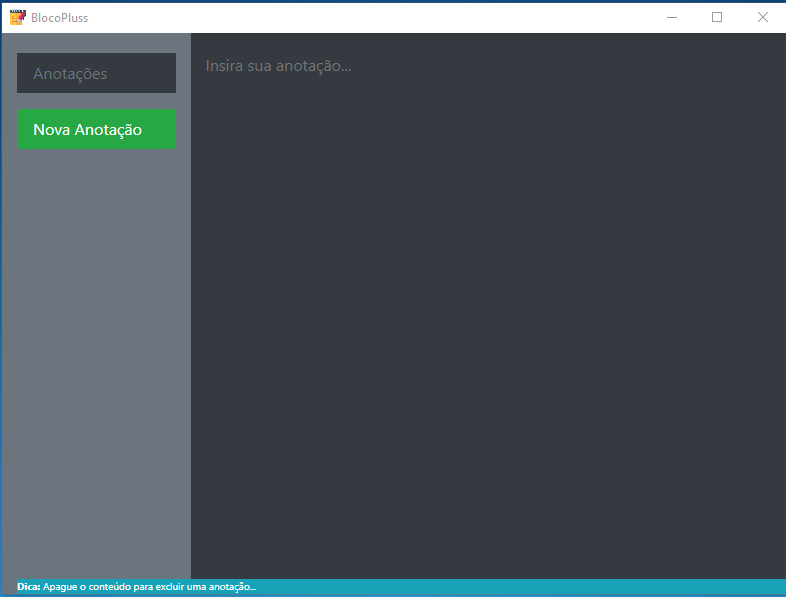 BlocoPluss
Anotações
Nova Anotação
Insira sua anotação...
Dica: Apague o conteúdo para excluir uma anotação...